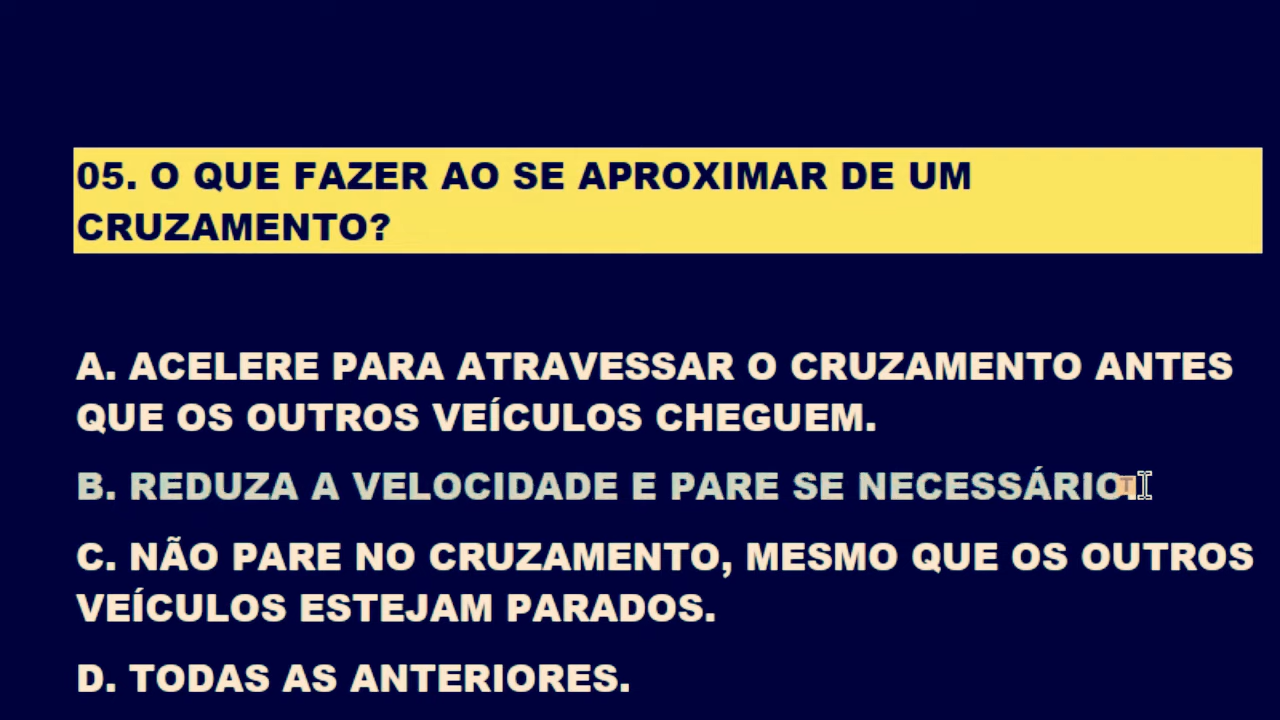 05. O QUE FAZER AO SE APROXIMAR DE UM
CRUZAMENTO?
A. ACELERE PARA ATRAVESSAR O CRUZAMENTO ANTES
QUE OS OUTROS VEÍCULOS CHEGUEM.
B. REDUZA A VELOCIDADE E PARE SE NECESSÁRIO.
C. NÃO PARE NO CRUZAMENTO, MESMO QUE OS OUTROS
VEÍCULOS ESTEJAM PARADOS.
D. TODAS AS ANTERIORES.